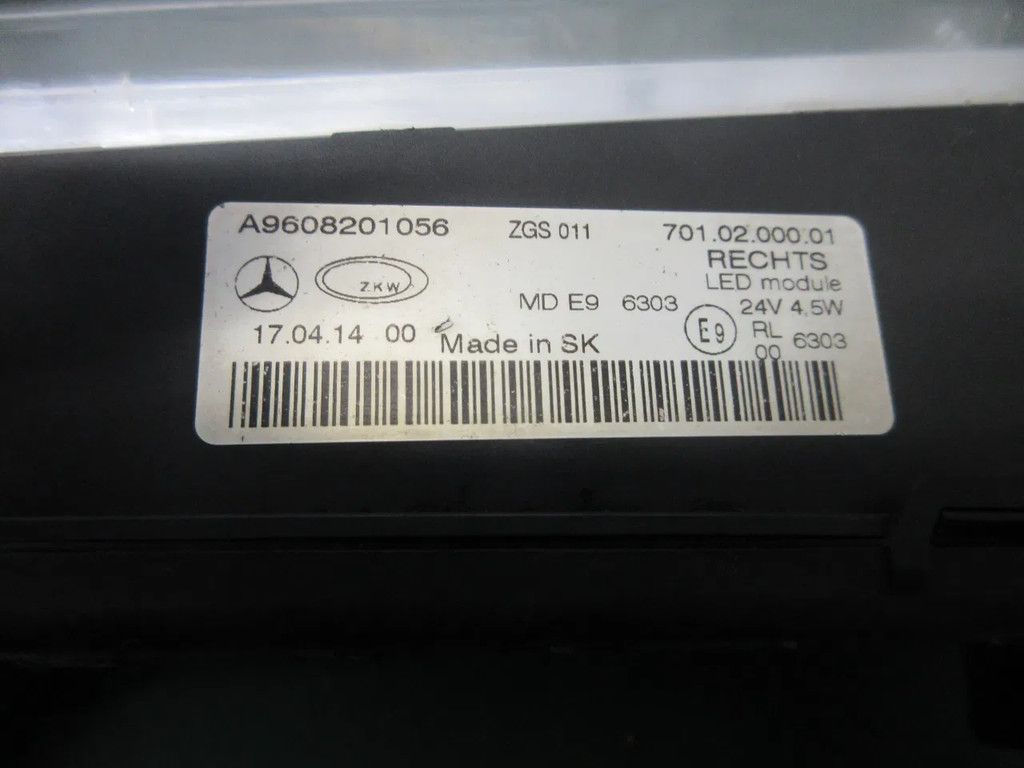 A9608201056 ZGS 011 701.02.000.01
RECHTS
LED module
ZKW
MD E9 6303 24V 4.5W
17.04.14 00 Made in SK E9 RL 6303
00